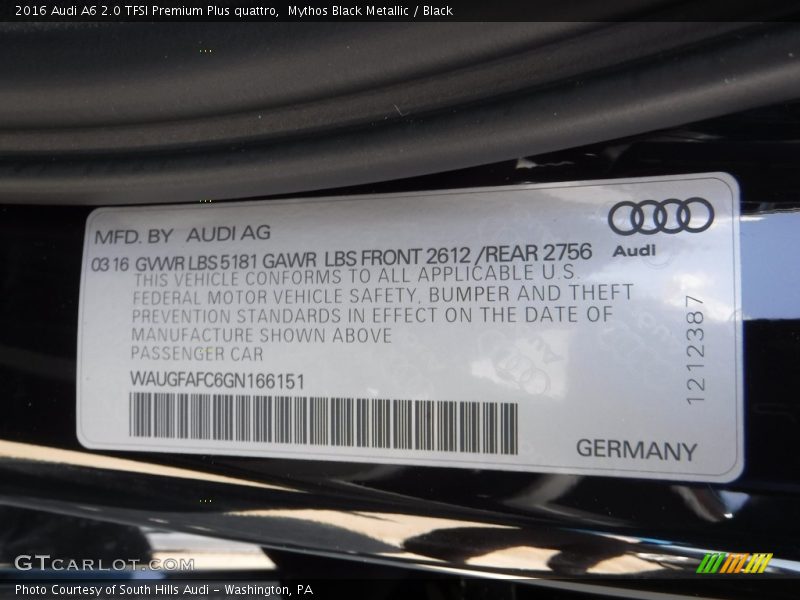 2016 Audi A6 2.0 TFSI Premium Plus quattro, Mythos Black Metallic / Black
MFD. BY AUDI AG
03 16 GVWR LBS 5181 GAWR LBS FRONT 2612 /REAR 2756
THIS VEHICLE CONFORMS TO ALL APPLICABLE U.S.
FEDERAL MOTOR VEHICLE SAFETY, BUMPER AND THEFT
PREVENTION STANDARDS IN EFFECT ON THE DATE OF
MANUFACTURE SHOWN ABOVE
PASSENGER CAR
WAUGFAFC6GN166151
Audi
1212387
GERMANY
GTCARLOT.COM
Photo Courtesy of South Hills Audi - Washington, PA